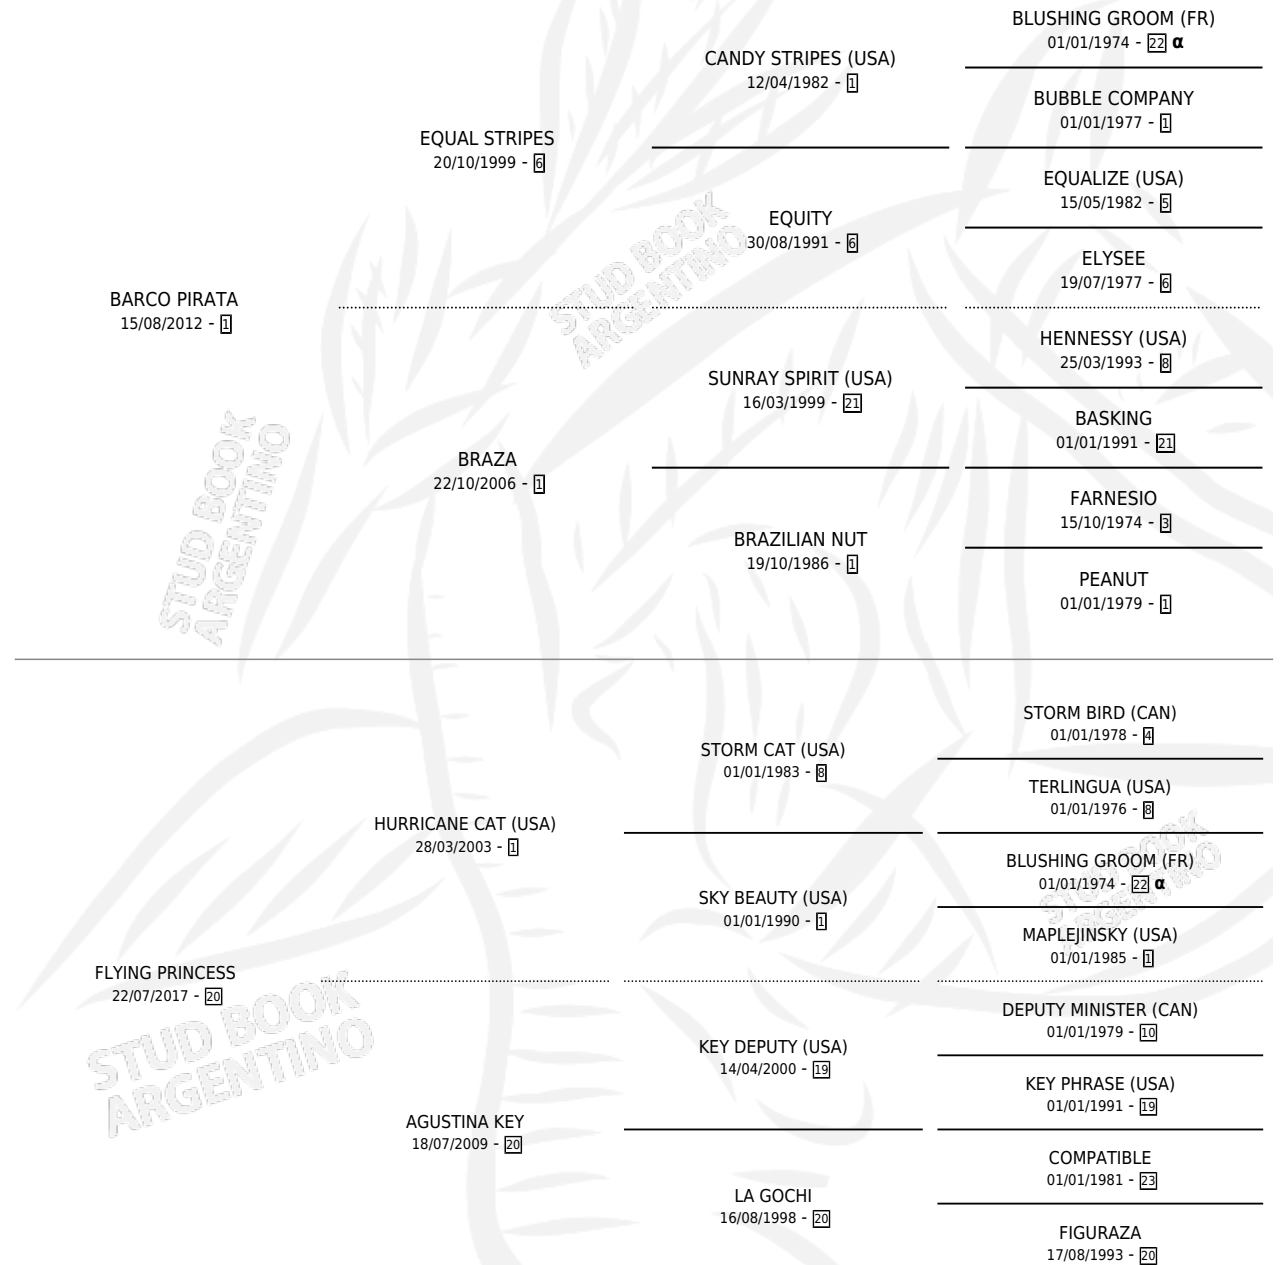 BLUSHING GROOM (FR)
01/01/1974 - 22 α
CANDY STRIPES (USA)
12/04/1982 - 1
BUBBLE COMPANY
01/01/1977 - 1
EQUAL STRIPES
20/10/1999 - 6
EQUALIZE (USA)
15/05/1982 - 5
EQUITY
30/08/1991 - 6
ELYSEE
19/07/1977 - 6
BARCO PIRATA
15/08/2012 - 1
HENNESSY (USA)
25/03/1993 - 8
SUNRAY SPIRIT (USA)
16/03/1999 - 21
BASKING
01/01/1991 - 21
BRAZA
22/10/2006 - 1
FARNESIO
15/10/1974 - 3
BRAZILIAN NUT
19/10/1986 - 1
PEANUT
01/01/1979 - 1
STORM BIRD (CAN)
01/01/1978 - 4
STORM CAT (USA)
01/01/1983 - 8
TERLINGUA (USA)
01/01/1976 - 8
HURRICANE CAT (USA)
28/03/2003 - 1
BLUSHING GROOM (FR)
01/01/1974 - 22 α
SKY BEAUTY (USA)
01/01/1990 - 1
MAPLEJINSKY (USA)
01/01/1985 - 1
FLYING PRINCESS
22/07/2017 - 20
DEPUTY MINISTER (CAN)
01/01/1979 - 10
KEY DEPUTY (USA)
14/04/2000 - 19
KEY PHRASE (USA)
01/01/1991 - 19
AGUSTINA KEY
18/07/2009 - 20
COMPATIBLE
01/01/1981 - 23
LA GOCHI
16/08/1998 - 20
FIGURAZA
17/08/1993 - 20
STUD BOOK
ARGENTINO
STUD BOOK
ARGENTINO
STUD BOOK
ARGENTINO
STUD BOOK
ARGENTINO